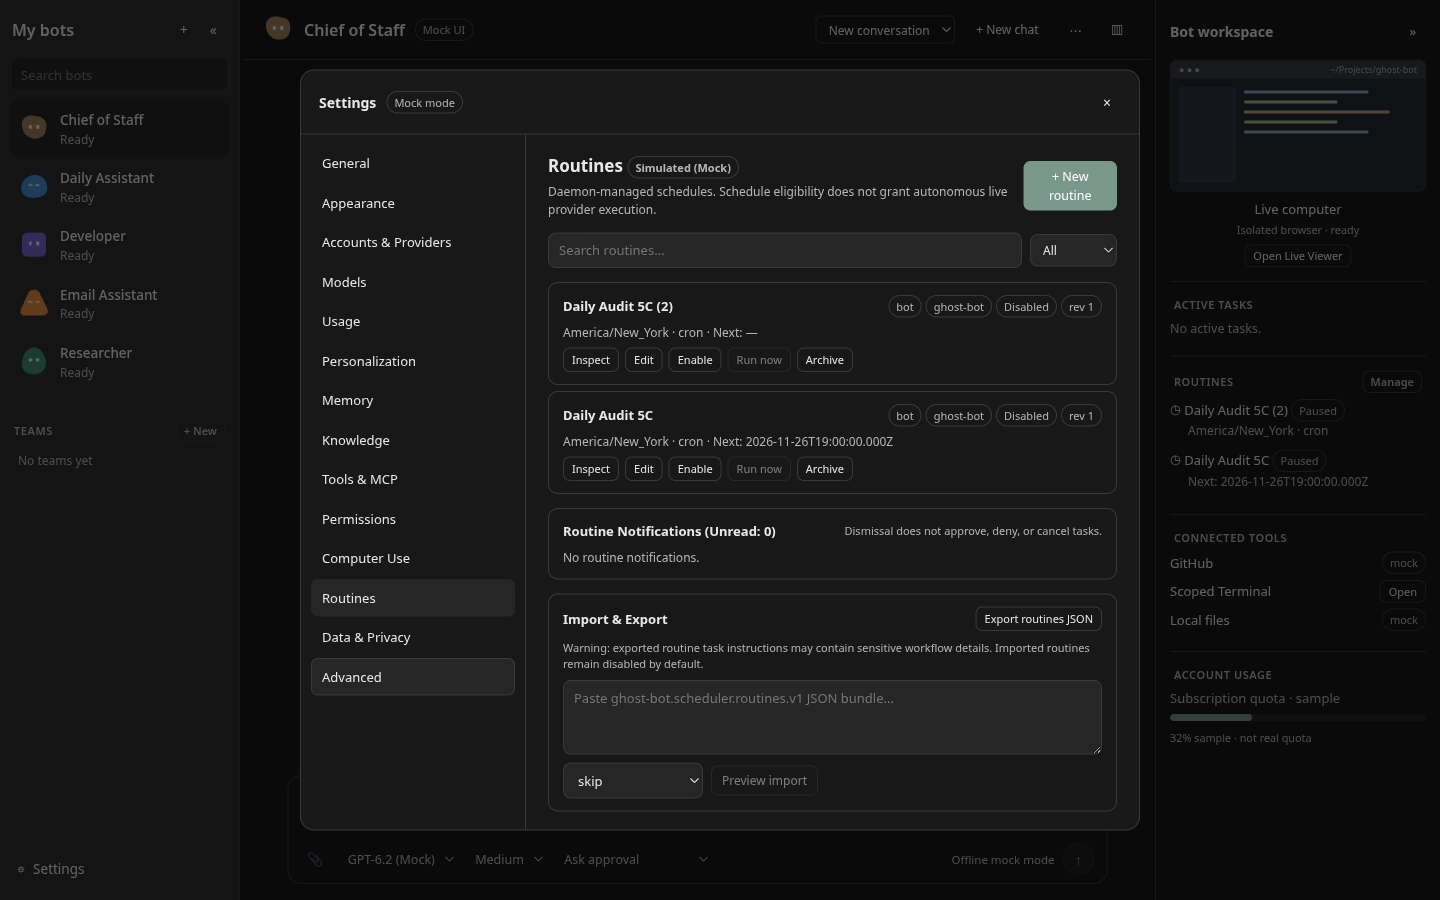 My bots
+
«
Search bots
Chief of Staff
Ready
Daily Assistant
Ready
Developer
Ready
Email Assistant
Ready
Researcher
Ready
TEAMS
+ New
No teams yet
Settings
Chief of Staff
Mock UI
New conversation
+ New chat
...
Settings
Mock mode
×
General
Appearance
Accounts & Providers
Models
Usage
Personalization
Memory
Knowledge
Tools & MCP
Permissions
Computer Use
Routines
Data & Privacy
Advanced
Routines
Simulated (Mock)
Daemon-managed schedules. Schedule eligibility does not grant autonomous live
provider execution.
+ New
routine
Search routines...
All
Daily Audit 5C (2)
bot
ghost-bot
Disabled
rev 1
America/New_York · cron · Next: —
Inspect
Edit
Enable
Run now
Archive
Daily Audit 5C
bot
ghost-bot
Disabled
rev 1
America/New_York · cron · Next: 2026-11-26T19:00:00.000Z
Inspect
Edit
Enable
Run now
Archive
Routine Notifications (Unread: 0)
Dismissal does not approve, deny, or cancel tasks.
No routine notifications.
Import & Export
Export routines JSON
Warning: exported routine task instructions may contain sensitive workflow details. Imported routines
remain disabled by default.
Paste ghost-bot.scheduler.routines.v1 JSON bundle...
skip
Preview import
GPT-6.2 (Mock)
Medium
Ask approval
Offline mock mode
↑
Bot workspace
»
~/Projects/ghost-bot
Live computer
Isolated browser · ready
Open Live Viewer
ACTIVE TASKS
No active tasks.
ROUTINES
Manage
Daily Audit 5C (2)
Paused
America/New_York · cron
Daily Audit 5C
Paused
Next: 2026-11-26T19:00:00.000Z
CONNECTED TOOLS
GitHub
mock
Scoped Terminal
Open
Local files
mock
ACCOUNT USAGE
Subscription quota · sample
32% sample · not real quota